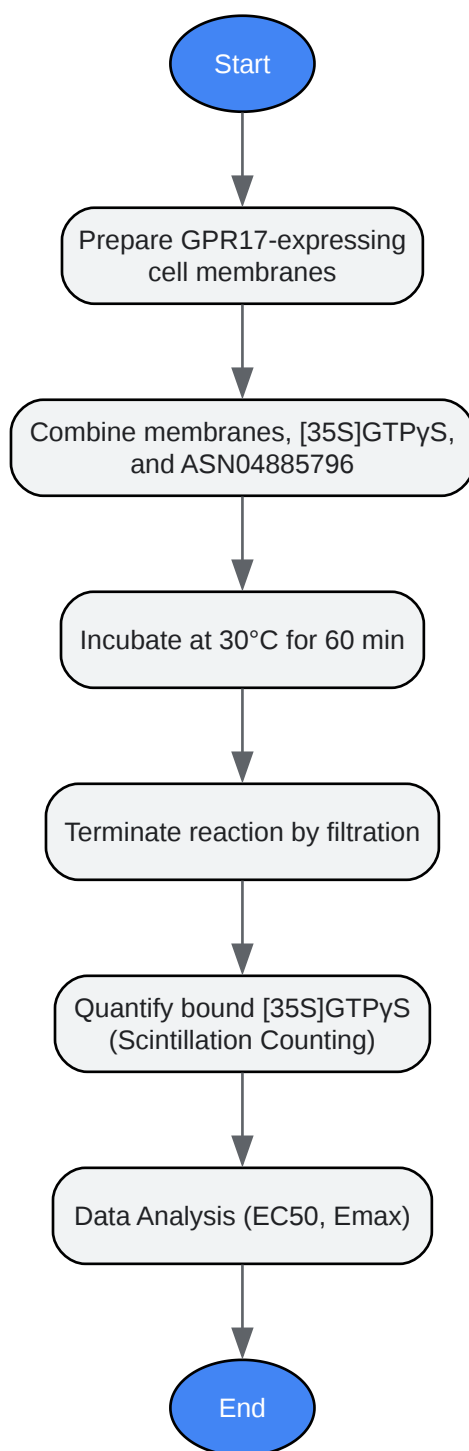 Start
Prepare GPR17-expressing
cell membranes
Combine membranes, [35S]GTPγS,
and ASN04885796
Incubate at 30°C for 60 min
Terminate reaction by filtration
Quantify bound [35S]GTPγS
(Scintillation Counting)
Data Analysis (EC50, Emax)
End